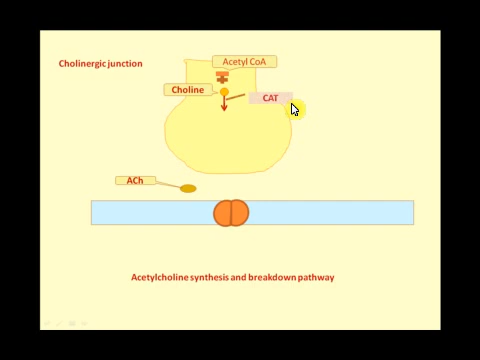 Cholinergic junction
Acetyl CoA
Choline
CAT
ACh
Acetylcholine synthesis and breakdown pathway